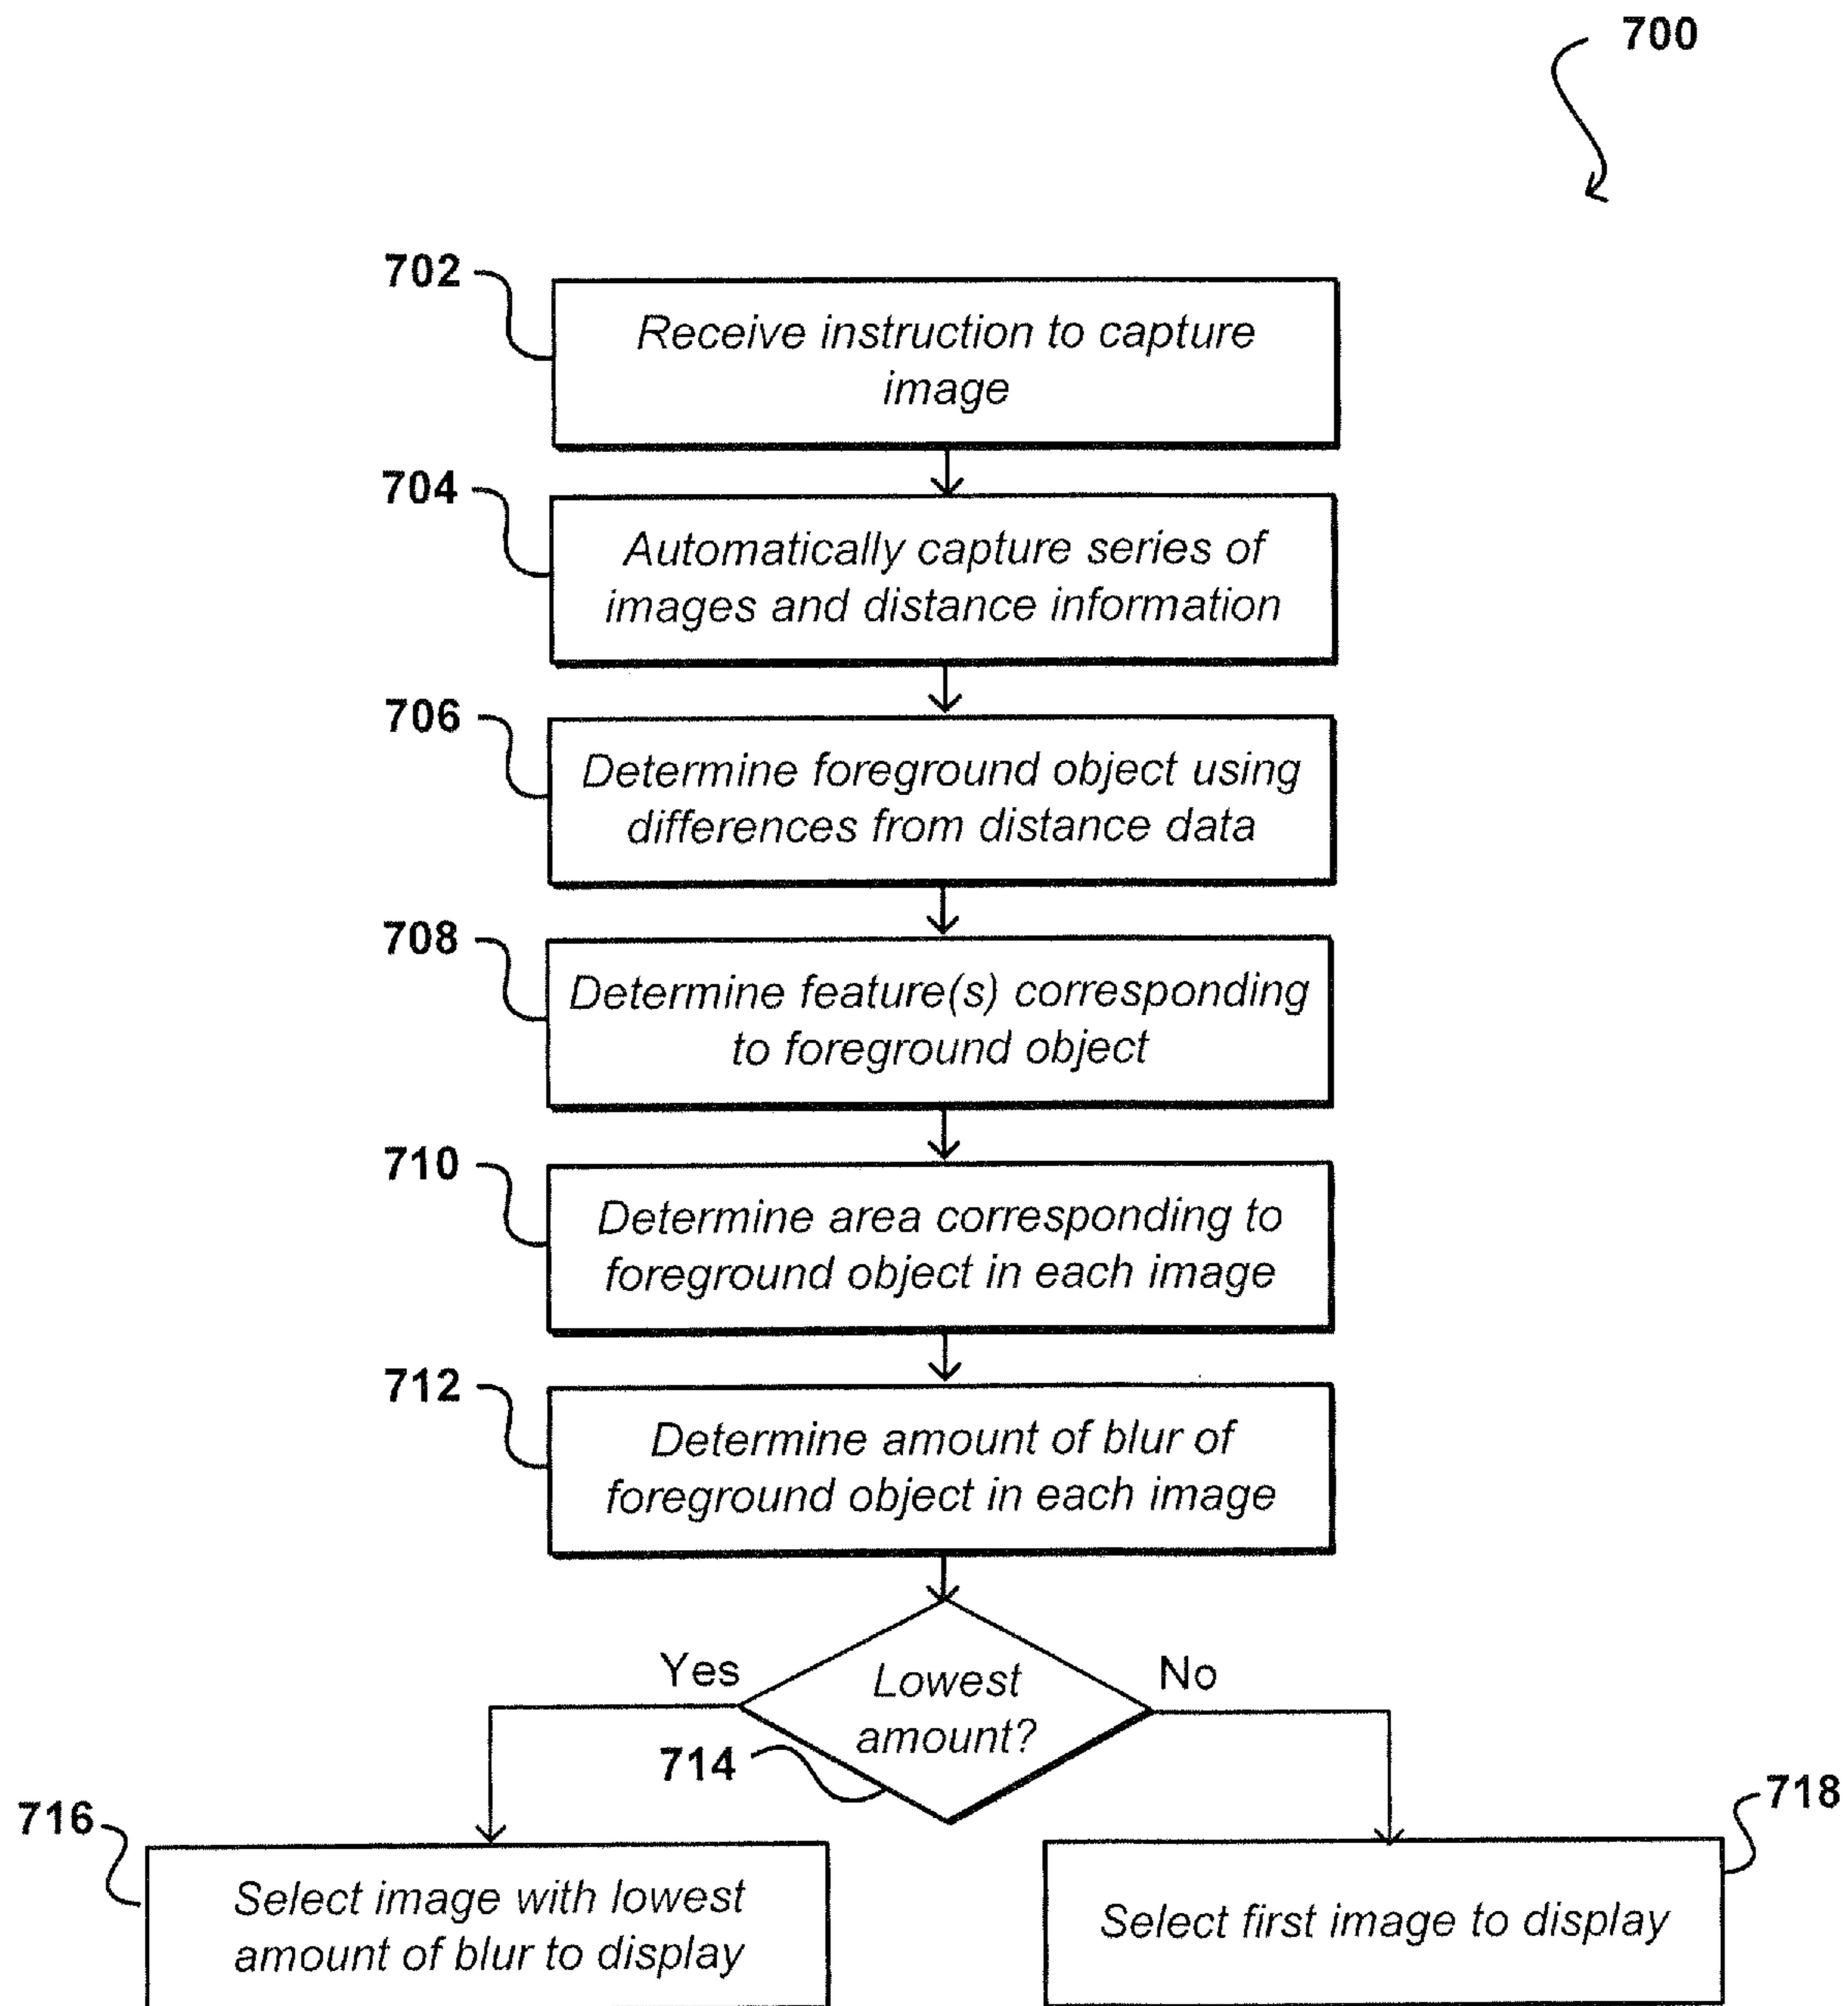 700
702
Receive instruction to capture
image
704
Automatically capture series of
images and distance information
706
Determine foreground object using
differences from distance data
708
Determine feature(s) corresponding
to foreground object
710
Determine area corresponding to
foreground object in each image
712
Determine amount of blur of
foreground object in each image
Yes
Lowest
amount?
No
714
716
Select image with lowest
amount of blur to display
718
Select first image to display